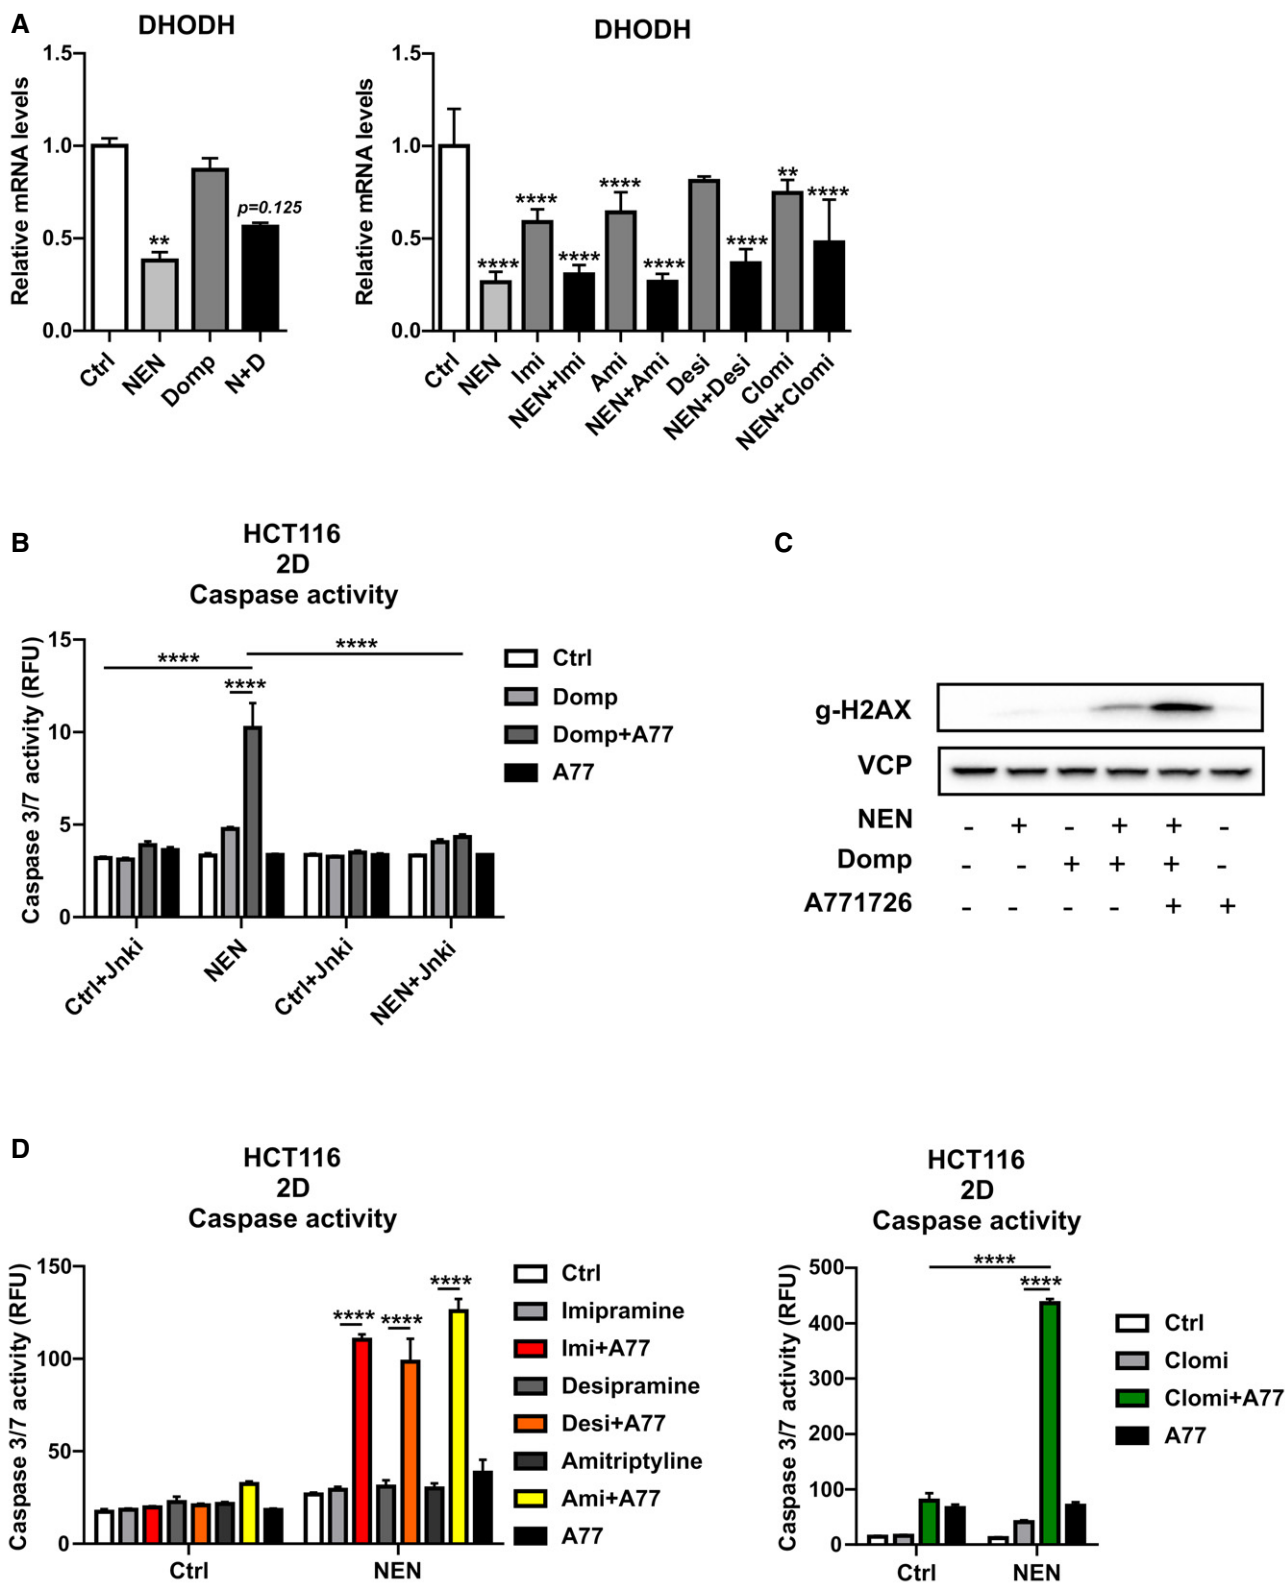 A
DHODH
Relative mRNA levels
1.5
1.0
0.5
0.0
**
p=0.125
Ctrl
NEN
Domp
N+D
DHODH
Relative mRNA levels
1.5
1.0
0.5
0.0
****
****
****
****
****
****
**
****
Ctrl
NEN
Imi
NEN+Imi
Ami
NEN+Ami
Desi
NEN+Desi
Clomi
NEN+Clomi
B
HCT116
2D
Caspase activity
Caspase 3/7 activity (RFU)
15
10
5
0
****
****
****
Ctrl+Jnki
NEN
Ctrl+Jnki
NEN+Jnki
Ctrl
Domp
Domp+A77
A77
C
g-H2AX
VCP
NEN - + - + + -
Domp - - + + + -
A771726 - - - - + +
D
HCT116
2D
Caspase activity
Caspase 3/7 activity (RFU)
150
100
50
0
****
****
****
Ctrl
NEN
Ctrl
Imipramine
Imi+A77
Desipramine
Desi+A77
Amitriptyline
Ami+A77
A77
HCT116
2D
Caspase activity
Caspase 3/7 activity (RFU)
500
400
300
200
100
0
****
****
Ctrl
NEN
Ctrl
Clomi
Clomi+A77
A77